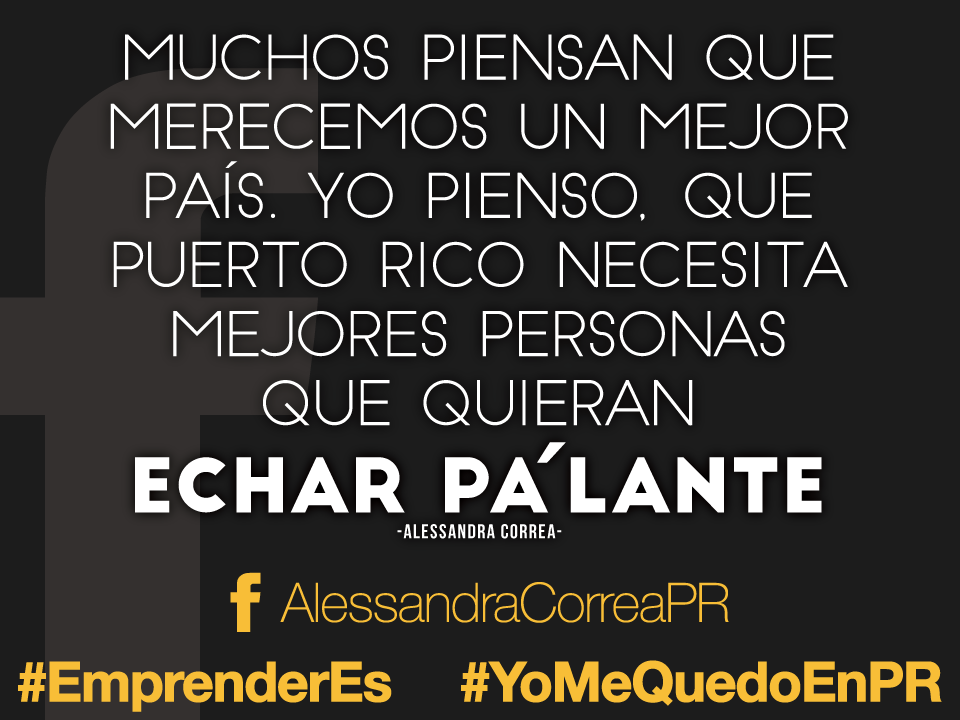 MUCHOS PIENSAN QUE
MERECEMOS UN MEJOR
PAÍS. YO PIENSO, QUE
PUERTO RICO NECESITA
MEJORES PERSONAS
QUE QUIERAN
ECHAR PA´LANTE
-ALESSANDRA CORREA-
f AlessandraCorreaPR
#EmprenderEs #YoMeQuedoEnPR